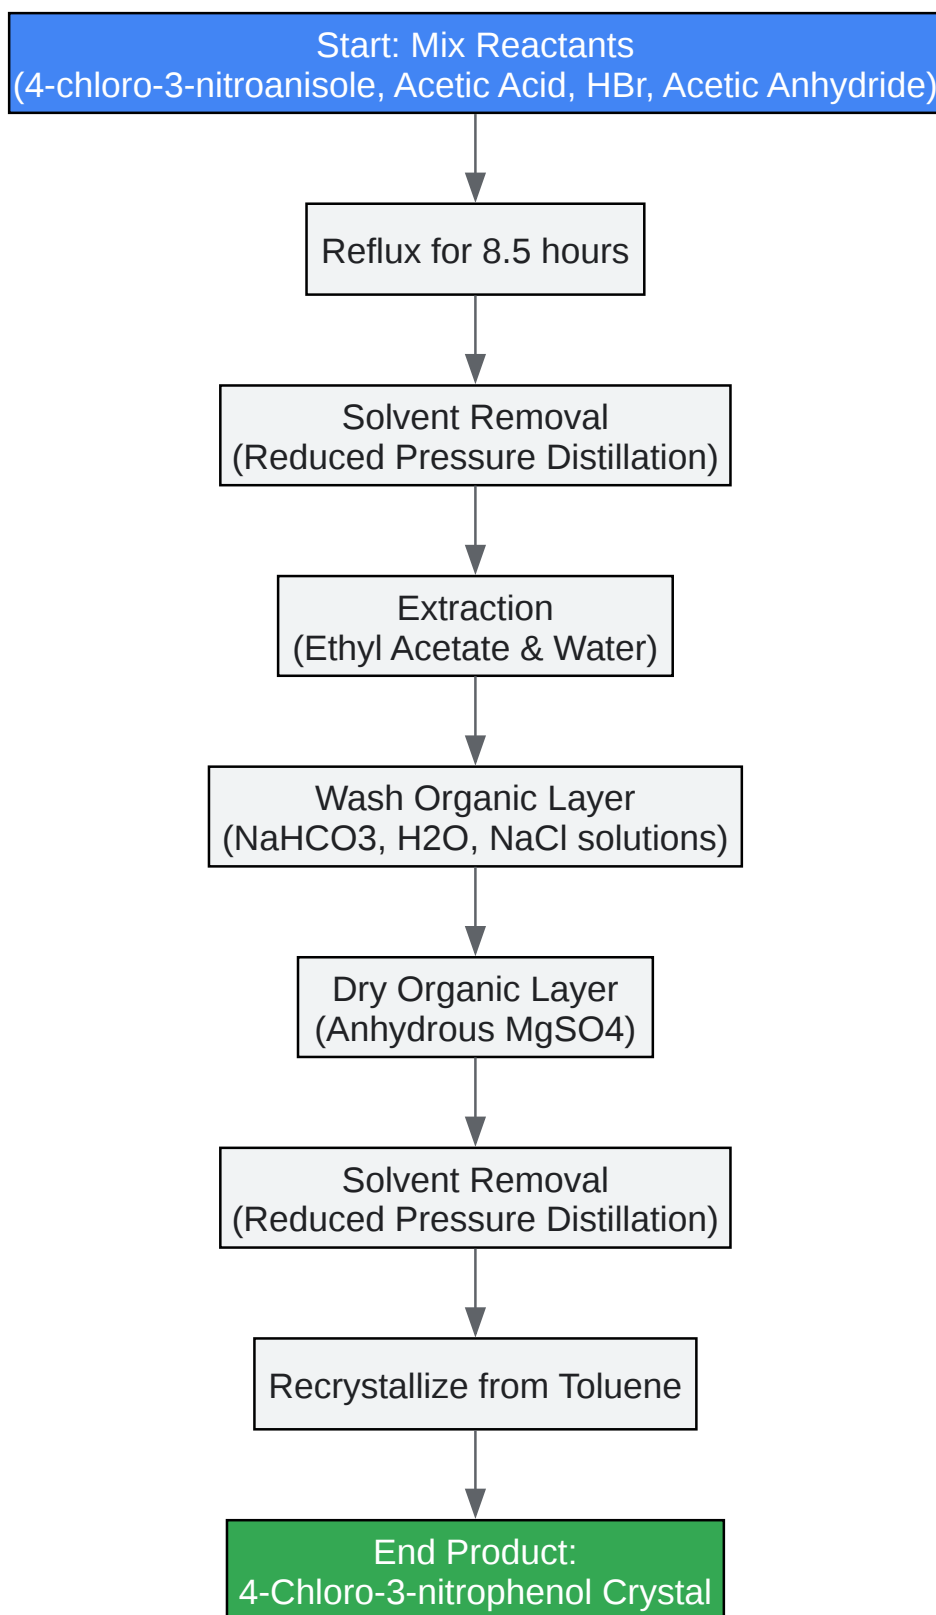 Start: Mix Reactants
(4-chloro-3-nitroanisole, Acetic Acid, HBr, Acetic Anhydride)
Reflux for 8.5 hours
Solvent Removal
(Reduced Pressure Distillation)
Extraction
(Ethyl Acetate & Water)
Wash Organic Layer
(NaHCO3, H2O, NaCl solutions)
Dry Organic Layer
(Anhydrous MgSO4)
Solvent Removal
(Reduced Pressure Distillation)
Recrystallize from Toluene
End Product:
4-Chloro-3-nitrophenol Crystal